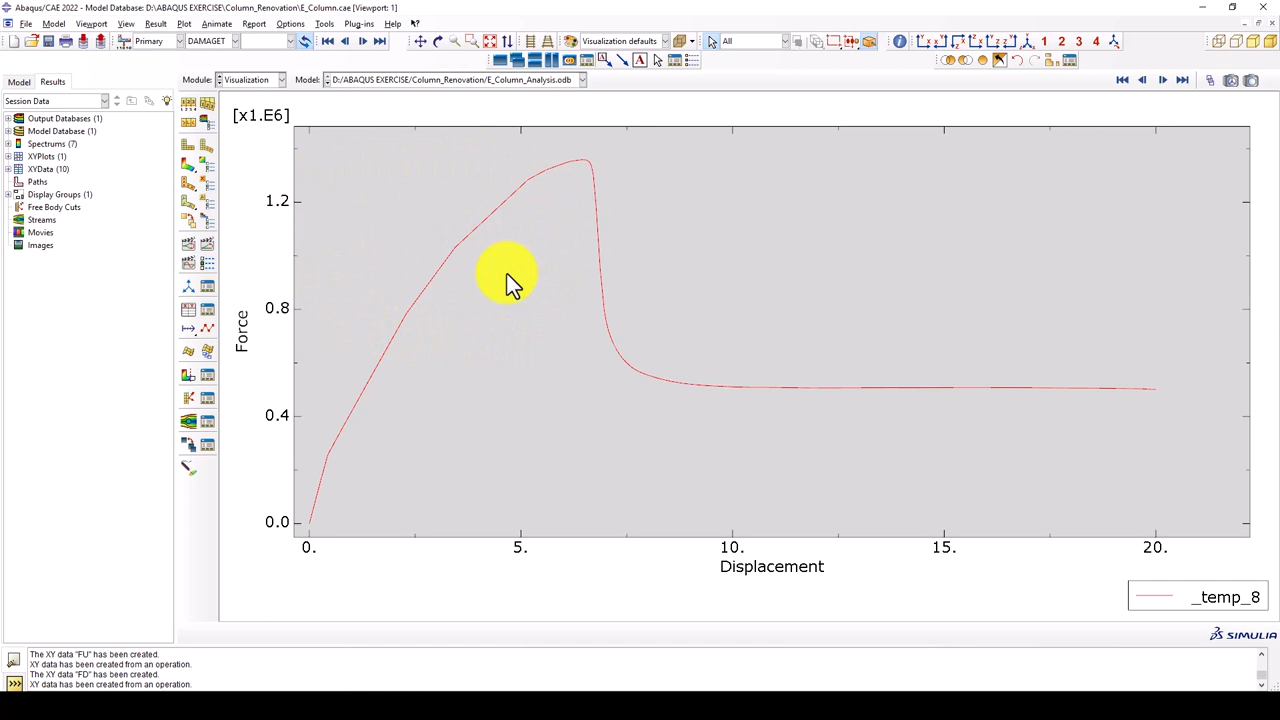 Abaqus/CAE 2022 - Model Database: D:\ABAQUS EXERCISE\Column_Renovation\E_Column.cae [Viewport: 1]
File Model Viewport View Result Plot Animate Report Options Tools Plug-ins Help
Primary DAMAGET Visualization defaults All 1 2 3 4
Model Results Module: Visualization Model: D:/ABAQUS EXERCISE/Column_Renovation/E_Column_Analysis.odb
Session Data
Output Databases (1)
Model Database (1)
Spectrums (7)
XYPlots (1)
XYData (10)
Paths
Display Groups (1)
Free Body Cuts
Streams
Movies
Images
[x1.E6]
1.2
0.8
0.4
0.0
Force
0. 5. 10. 15. 20.
Displacement
_temp_8
SIMULIA
The XY data "FU" has been created.
XY data has been created from an operation.
The XY data "FD" has been created.
XY data has been created from an operation.